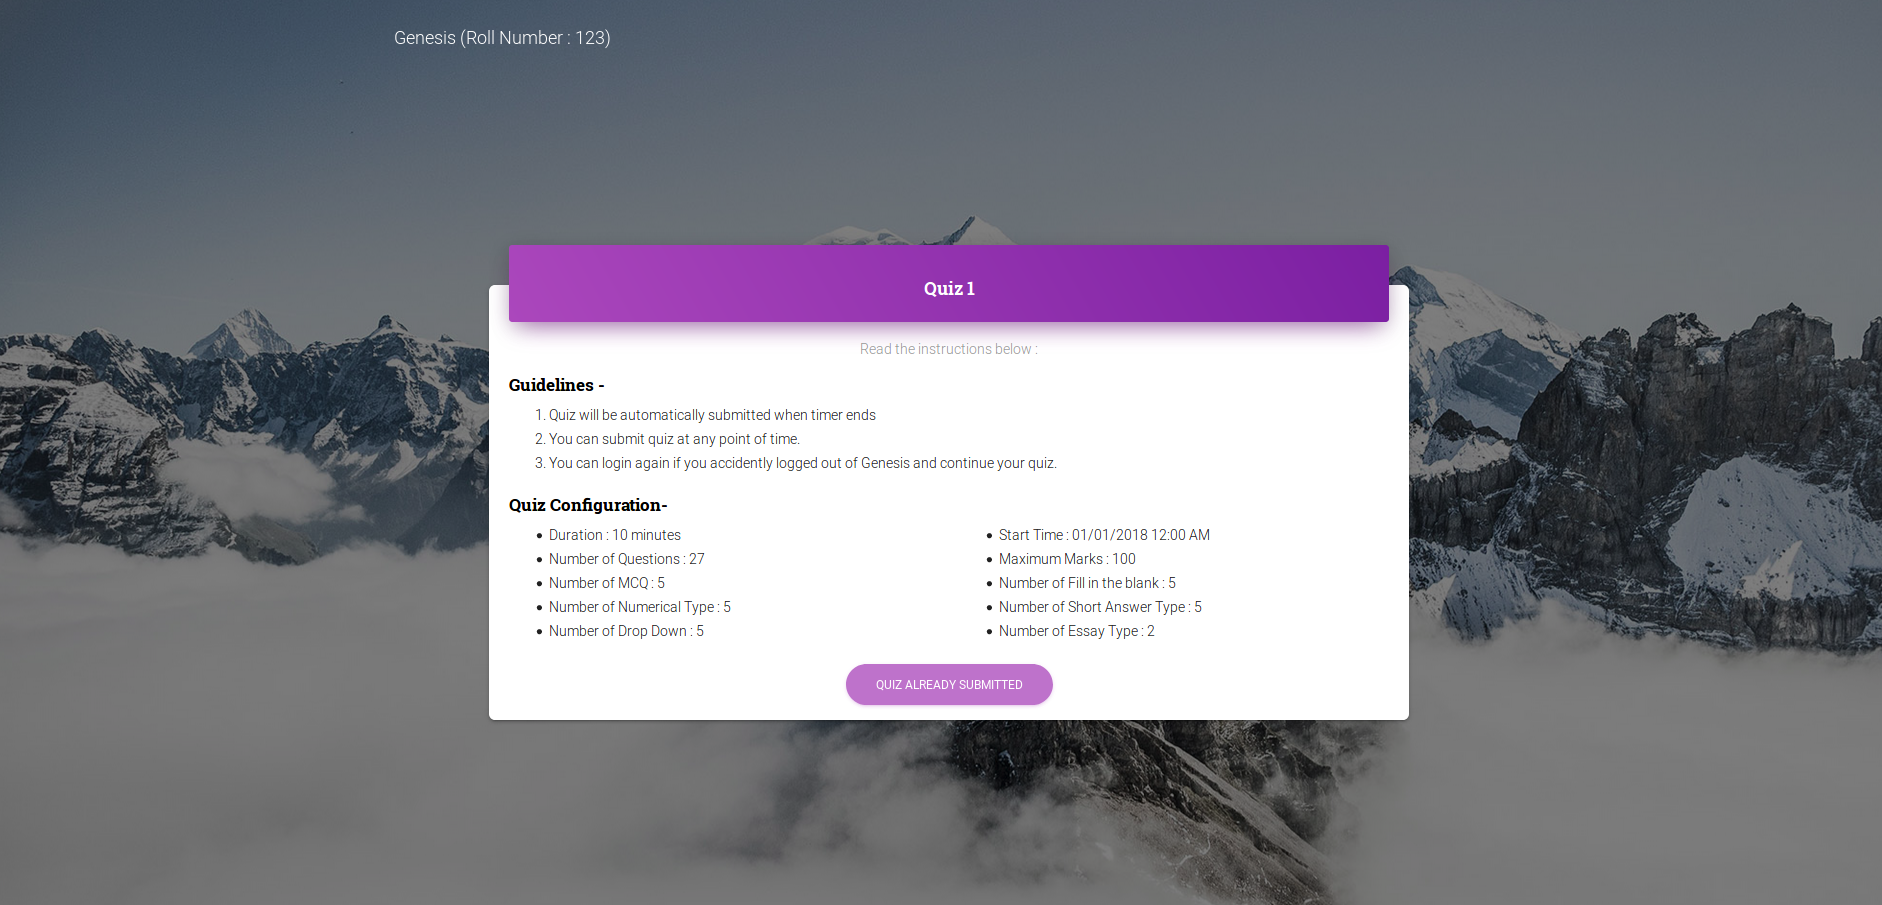 Genesis (Roll Number : 123)
Quiz 1
Read the instructions below :
Guidelines -
1. Quiz will be automatically submitted when timer ends
2. You can submit quiz at any point of time.
3. You can login again if you accidently logged out of Genesis and continue your quiz.
Quiz Configuration-
• Duration : 10 minutes
• Number of Questions : 27
• Number of MCQ : 5
• Number of Numerical Type : 5
• Number of Drop Down : 5
• Start Time : 01/01/2018 12:00 AM
• Maximum Marks : 100
• Number of Fill in the blank : 5
• Number of Short Answer Type : 5
• Number of Essay Type : 2
QUIZ ALREADY SUBMITTED